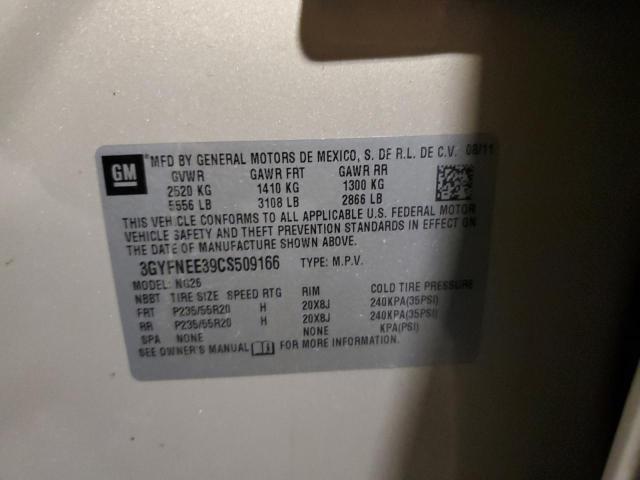 GM
MFD BY GENERAL MOTORS DE MEXICO, S. DE R.L. DE C.V. 08/11
GVWR GAWR FRT GAWR RR
2520 KG 1410 KG 1300 KG
5556 LB 3108 LB 2866 LB
THIS VEHICLE CONFORMS TO ALL APPLICABLE U.S. FEDERAL MOTOR
VEHICLE SAFETY AND THEFT PREVENTION STANDARDS IN EFFECT ON
THE DATE OF MANUFACTURE SHOWN ABOVE.
3GYFNEE39CS509166 TYPE: M.P.V.
MODEL: NG26
NBBT TIRE SIZE SPEED RTG RIM COLD TIRE PRESSURE
FRT P235/55R20 H 20X8J 240KPA(35PSI)
RR P235/55R20 H 20X8J 240KPA(35PSI)
SPA NONE NONE KPA(PSI)
SEE OWNER'S MANUAL FOR MORE INFORMATION.